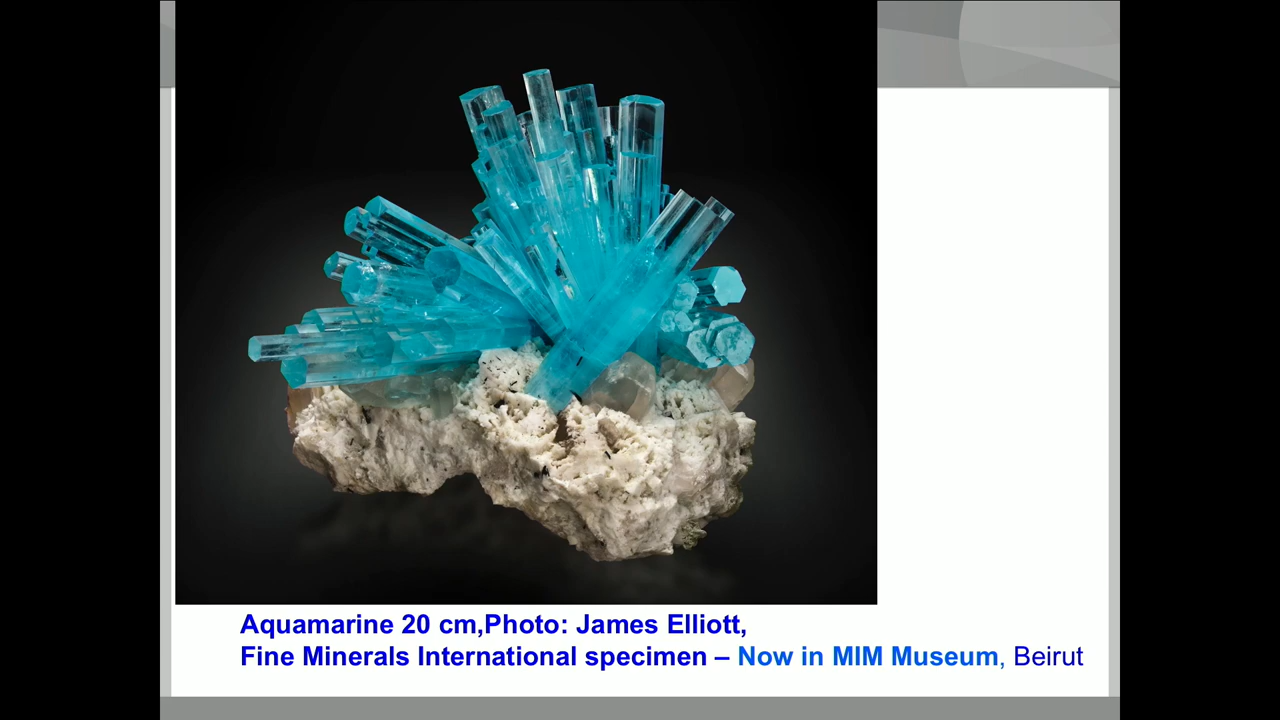 Aquamarine 20 cm,Photo: James Elliott,
Fine Minerals International specimen – Now in MIM Museum, Beirut